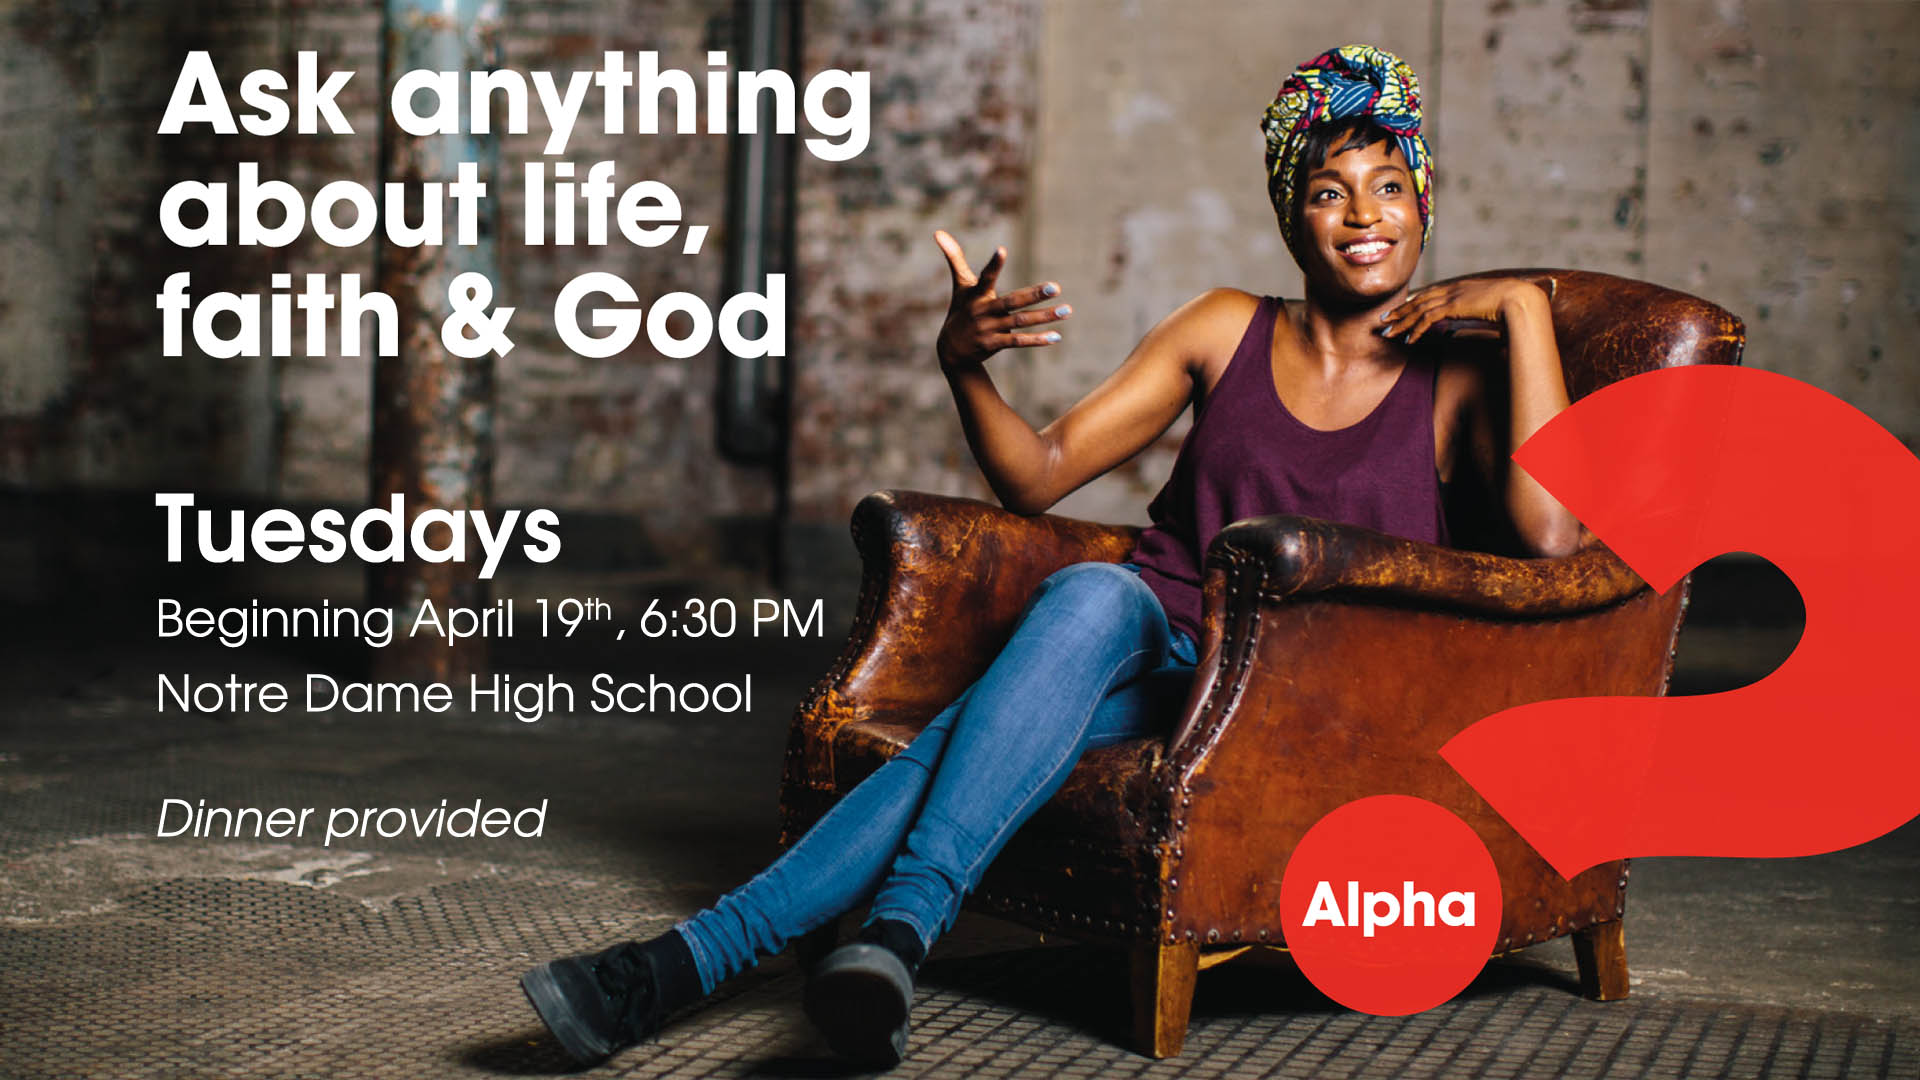 Ask anything
about life,
faith & God
Tuesdays
Beginning April 19th, 6:30 PM
Notre Dame High School
Dinner provided
Alpha